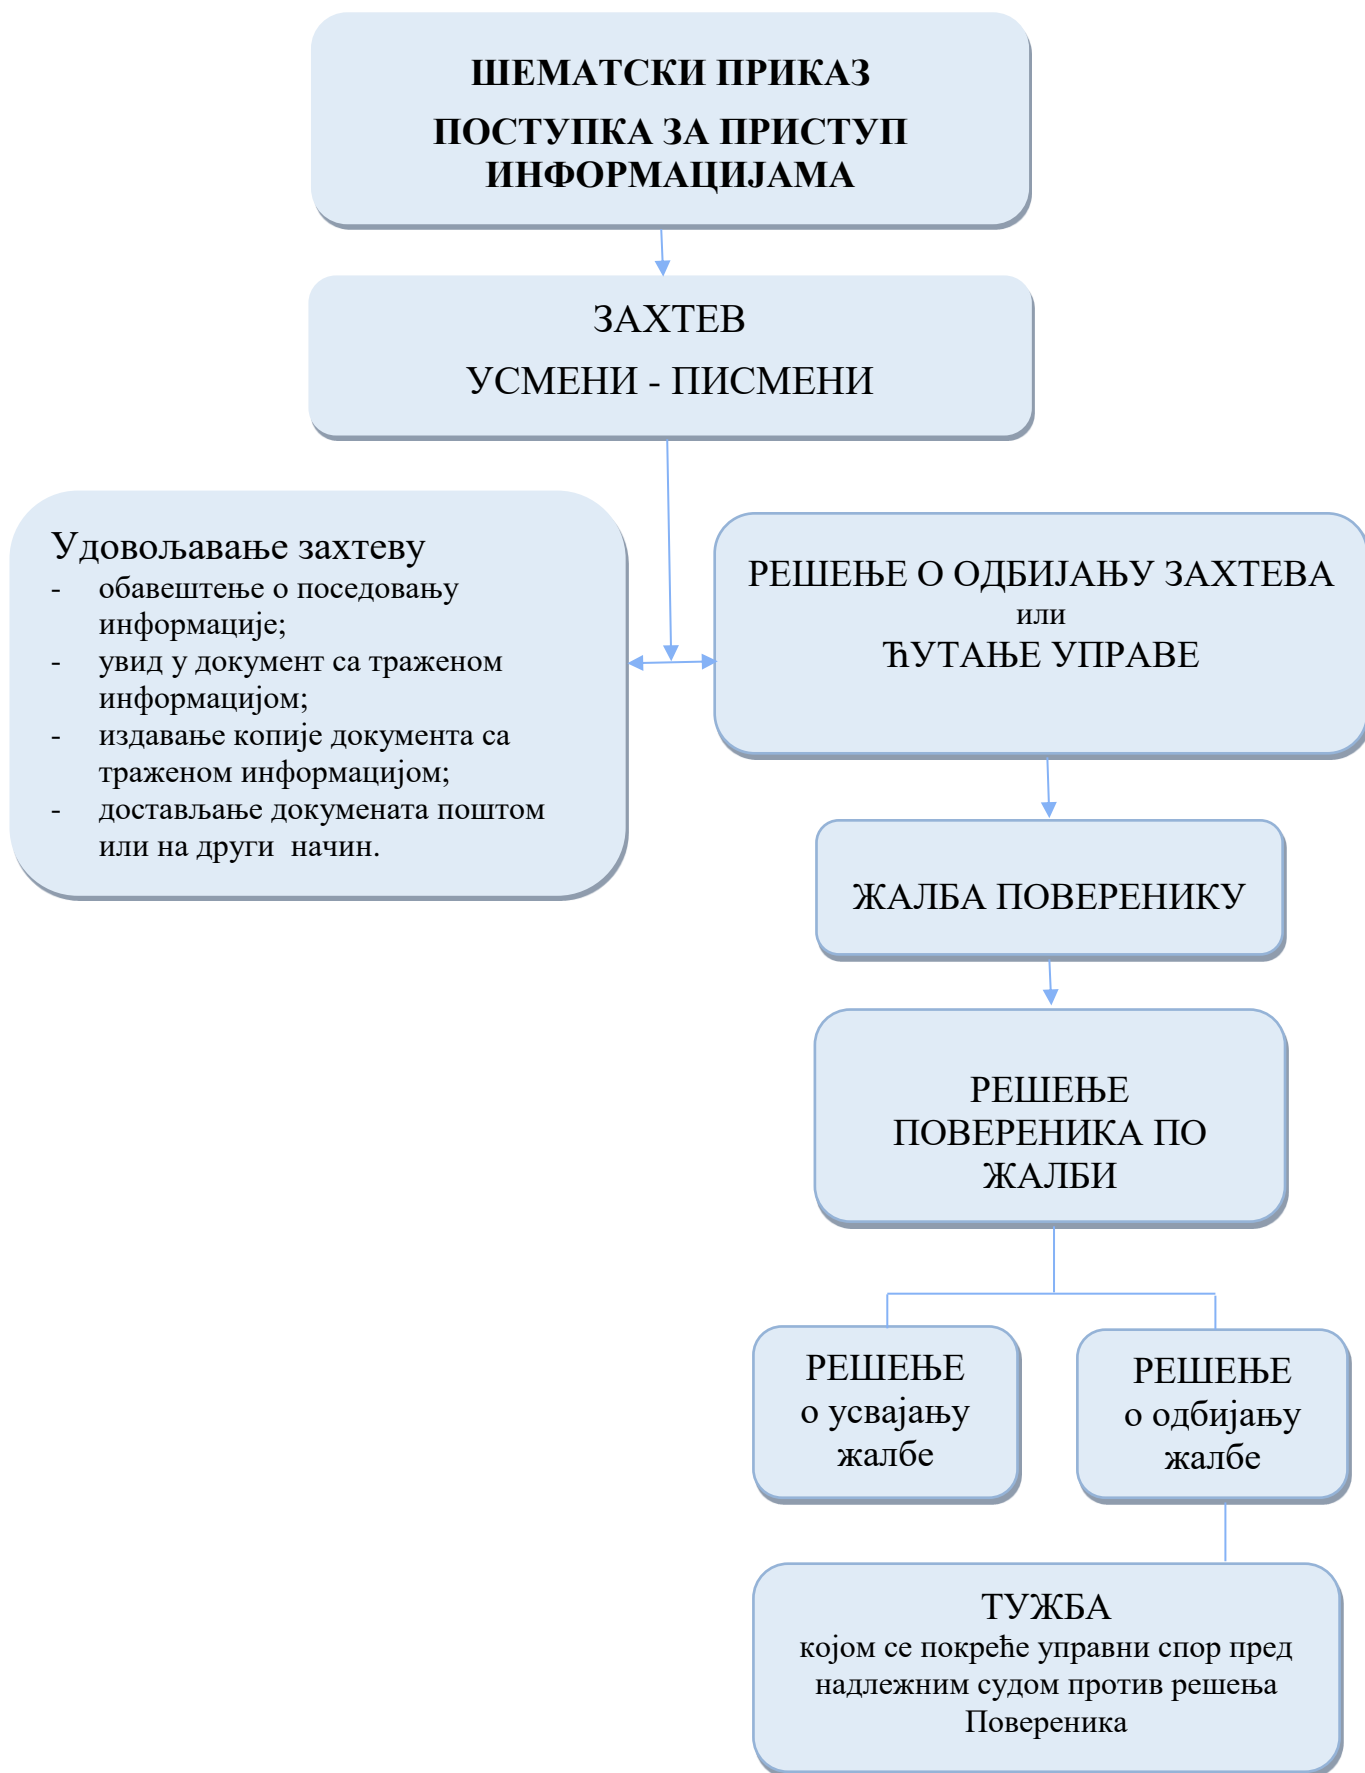 ШЕМАТСКИ ПРИКАЗ
ПОСТУПКА ЗА ПРИСТУП
ИНФОРМАЦИЈАМА
ЗАХТЕВ
УСМЕНИ - ПИСМЕНИ
Удовољавање захтеву
- обавештење о поседовању
информације;
- увид у документ са траженом
информацијом;
- издавање копије документа са
траженом информацијом;
- достављање докумената поштом
или на други начин.
РЕШЕЊЕ О ОДБИЈАЊУ ЗАХТЕВА
или
ЋУТАЊЕ УПРАВЕ
ЖАЛБА ПОВЕРЕНИКУ
РЕШЕЊЕ
ПОВЕРЕНИКА ПО
ЖАЛБИ
РЕШЕЊЕ
о усвајању
жалбе
РЕШЕЊЕ
о одбијању
жалбе
ТУЖБА
којом се покреће управни спор пред
надлежним судом против решења
Повереника